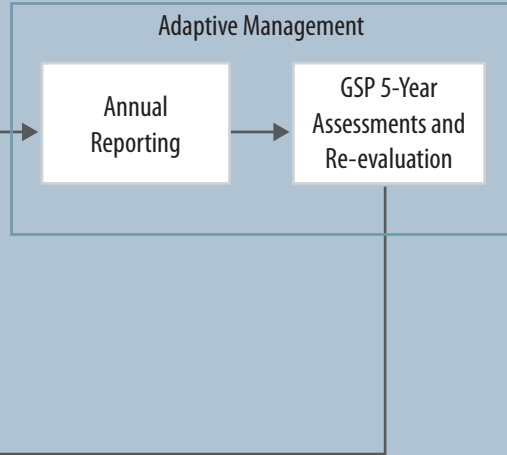 Adaptive Management
Annual
Reporting
GSP 5-Year
Assessments and
Re-evaluation